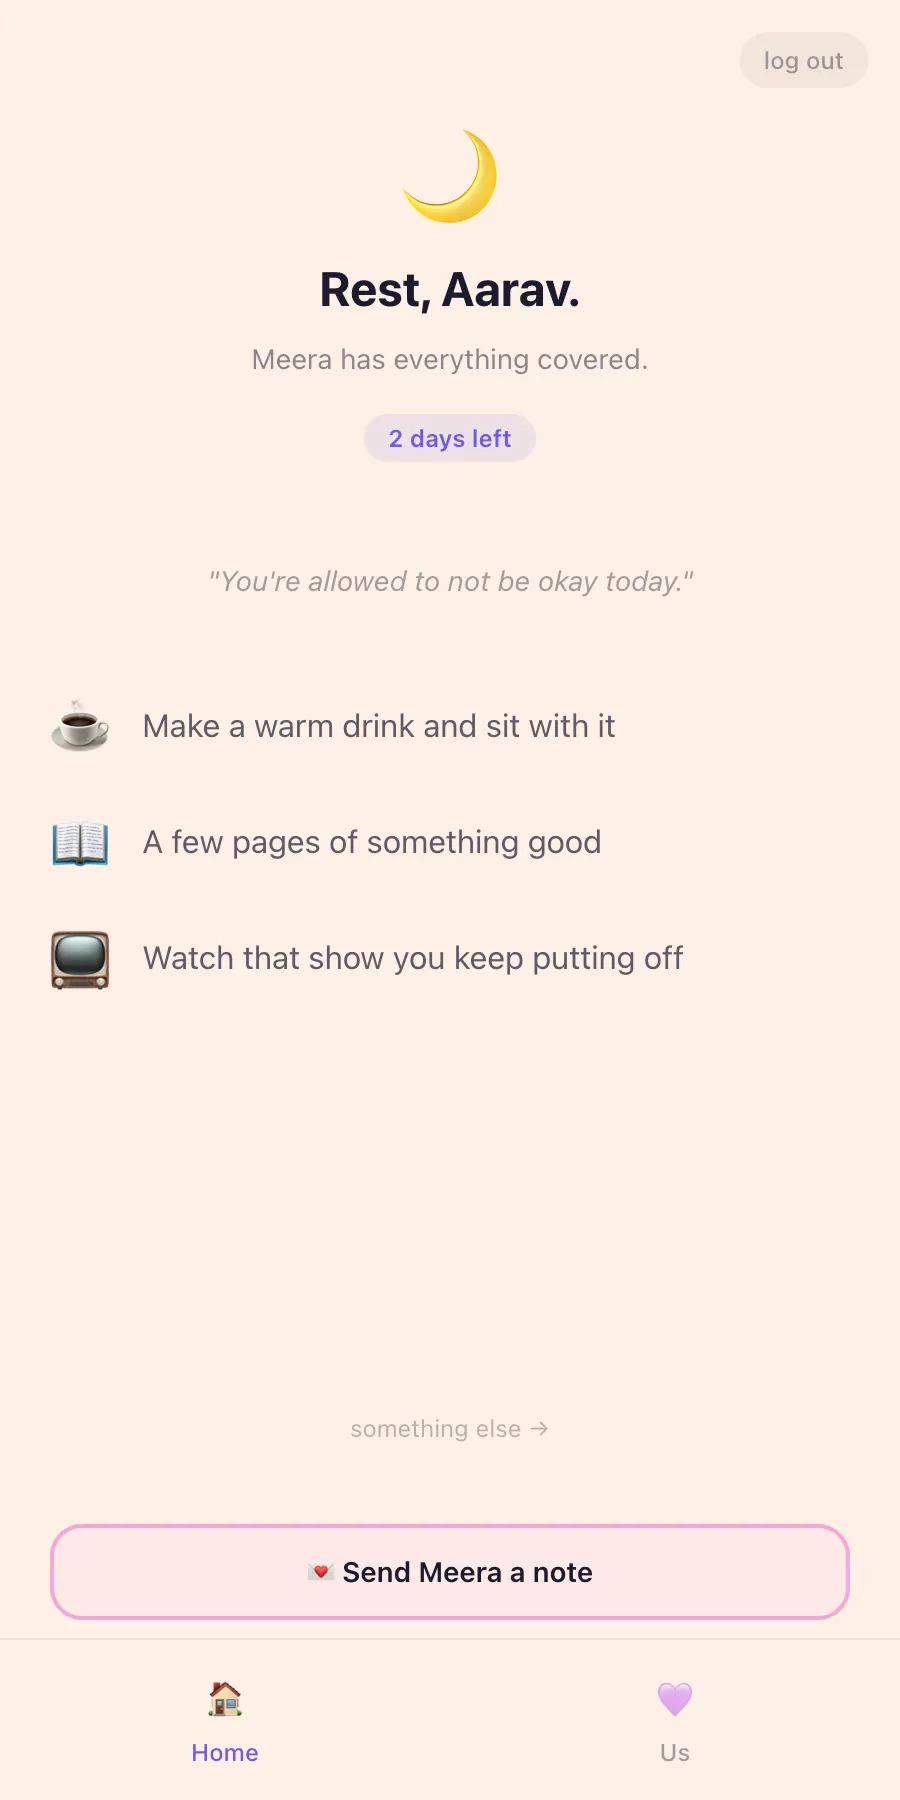 log out
Rest, Aarav.
Meera has everything covered.
2 days left
"You're allowed to not be okay today."
Make a warm drink and sit with it
A few pages of something good
Watch that show you keep putting off
something else →
Send Meera a note
Home
Us